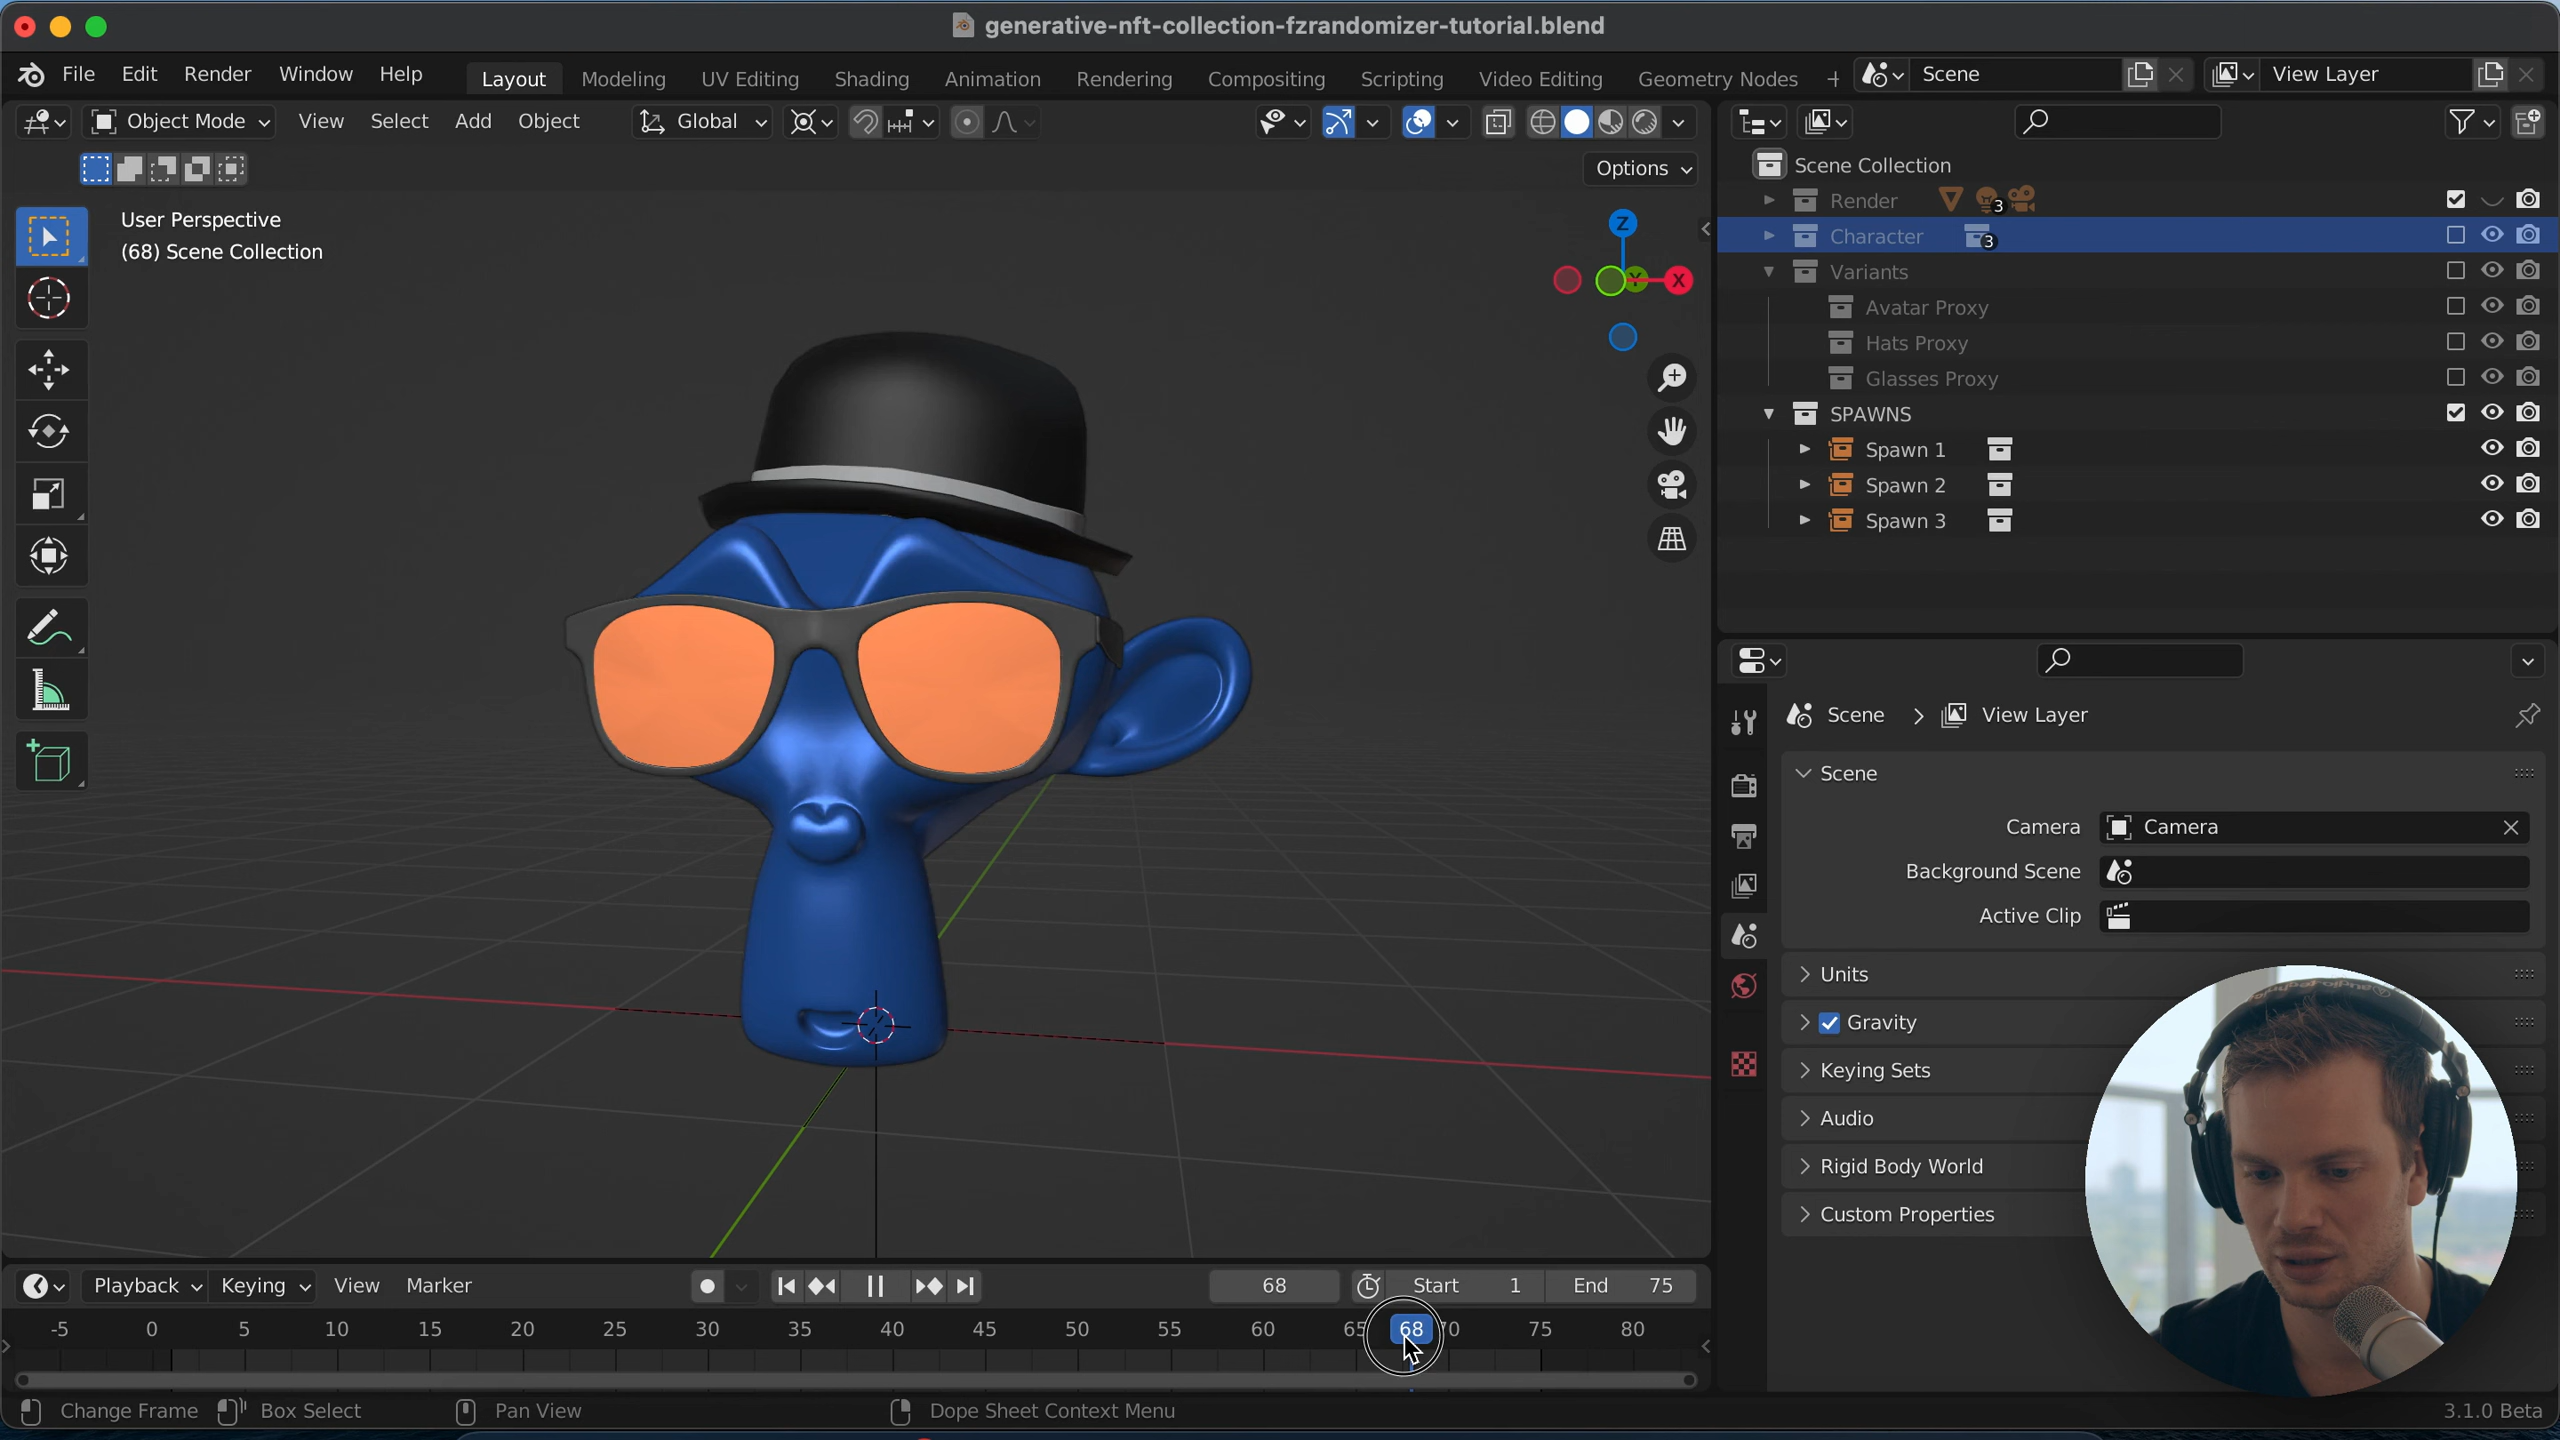 generative-nft-collection-fzrandomizer-tutorial.blend
File Edit Render Window Help Layout Modeling UV Editing Shading Animation Rendering Compositing Scripting Video Editing Geometry Nodes + Scene View Layer
Object Mode View Select Add Object Global
Options
User Perspective
(68) Scene Collection
Z
Y
X
Scene Collection
Render 3
Character 3
Variants
Avatar Proxy
Hats Proxy
Glasses Proxy
SPAWNS
Spawn 1
Spawn 2
Spawn 3
Scene > View Layer
Scene
Camera Camera
Background Scene
Active Clip
Units
Gravity
Keying Sets
Audio
Rigid Body World
Custom Properties
Playback Keying View Marker 68 Start 1 End 75
-5 0 5 10 15 20 25 30 35 40 45 50 55 60 65 68 70 75 80
Change Frame Box Select Pan View Dope Sheet Context Menu 3.1.0 Beta